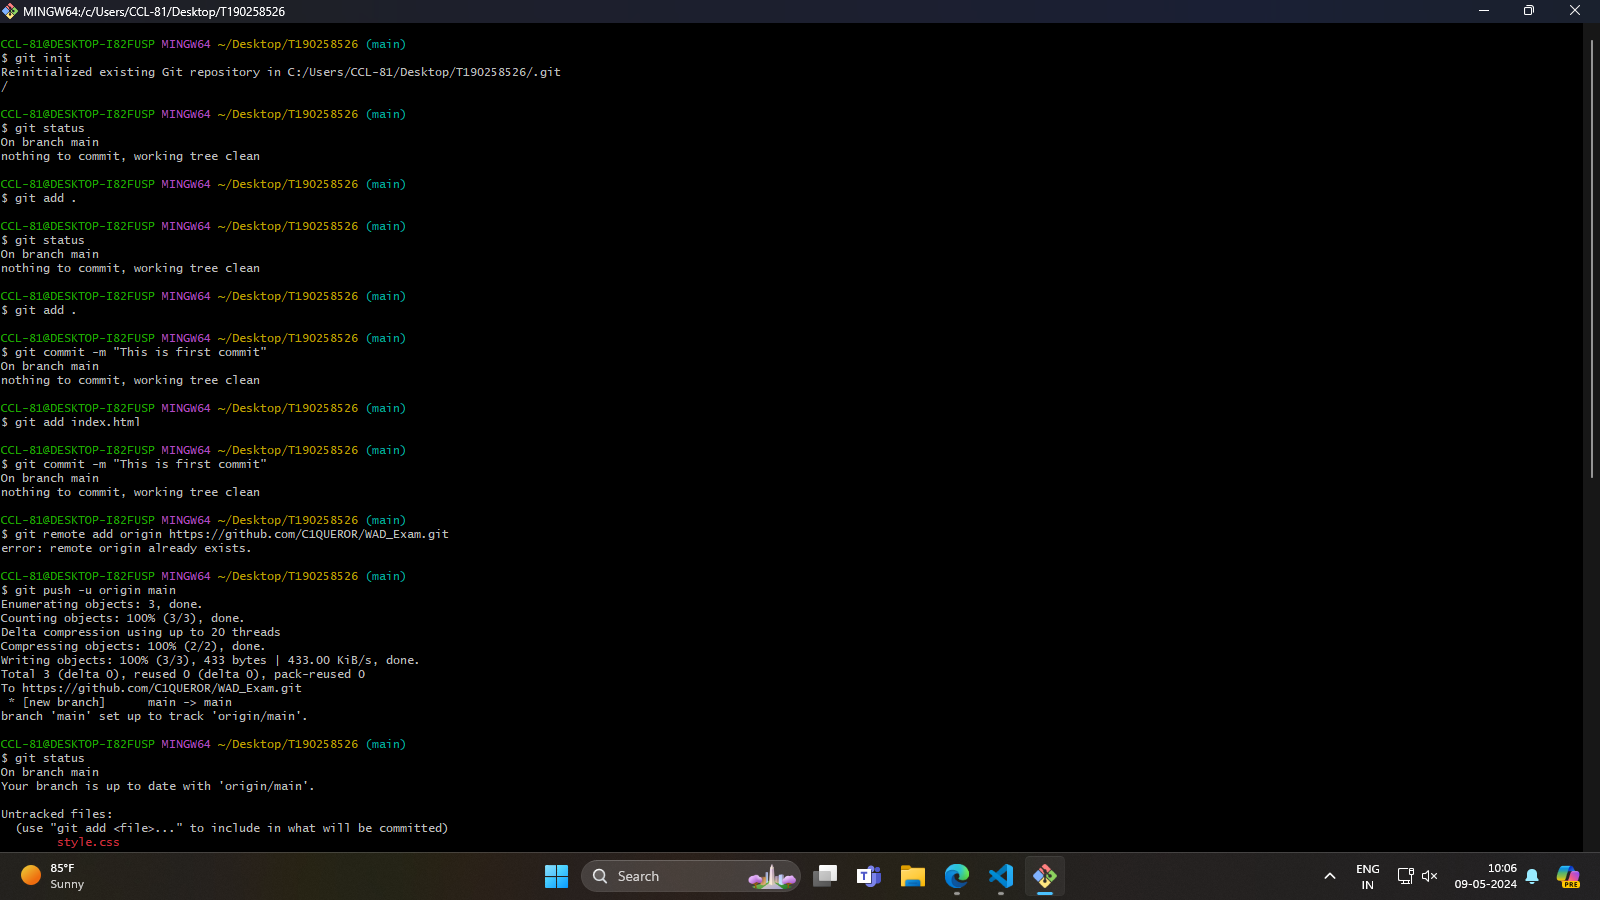 MINGW64:/c/Users/CCL-81/Desktop/T190258526
CCL-81@DESKTOP-I82FUSP MINGW64 ~/Desktop/T190258526 (main)
$ git init
Reinitialized existing Git repository in C:/Users/CCL-81/Desktop/T190258526/.git
/
CCL-81@DESKTOP-I82FUSP MINGW64 ~/Desktop/T190258526 (main)
$ git status
On branch main
nothing to commit, working tree clean
CCL-81@DESKTOP-I82FUSP MINGW64 ~/Desktop/T190258526 (main)
$ git add .
CCL-81@DESKTOP-I82FUSP MINGW64 ~/Desktop/T190258526 (main)
$ git status
On branch main
nothing to commit, working tree clean
CCL-81@DESKTOP-I82FUSP MINGW64 ~/Desktop/T190258526 (main)
$ git add .
CCL-81@DESKTOP-I82FUSP MINGW64 ~/Desktop/T190258526 (main)
$ git commit -m "This is first commit"
On branch main
nothing to commit, working tree clean
CCL-81@DESKTOP-I82FUSP MINGW64 ~/Desktop/T190258526 (main)
$ git add index.html
CCL-81@DESKTOP-I82FUSP MINGW64 ~/Desktop/T190258526 (main)
$ git commit -m "This is first commit"
On branch main
nothing to commit, working tree clean
CCL-81@DESKTOP-I82FUSP MINGW64 ~/Desktop/T190258526 (main)
$ git remote add origin https://github.com/C1QUEROR/WAD_Exam.git
error: remote origin already exists.
CCL-81@DESKTOP-I82FUSP MINGW64 ~/Desktop/T190258526 (main)
$ git push -u origin main
Enumerating objects: 3, done.
Counting objects: 100% (3/3), done.
Delta compression using up to 20 threads
Compressing objects: 100% (2/2), done.
Writing objects: 100% (3/3), 433 bytes | 433.00 KiB/s, done.
Total 3 (delta 0), reused 0 (delta 0), pack-reused 0
To https://github.com/C1QUEROR/WAD_Exam.git
* [new branch] main -> main
branch 'main' set up to track 'origin/main'.
CCL-81@DESKTOP-I82FUSP MINGW64 ~/Desktop/T190258526 (main)
$ git status
On branch main
Your branch is up to date with 'origin/main'.
Untracked files:
(use "git add <file>..." to include in what will be committed)
style.css
85°F
Sunny
Search
ENG
IN
10:06
09-05-2024
PRE